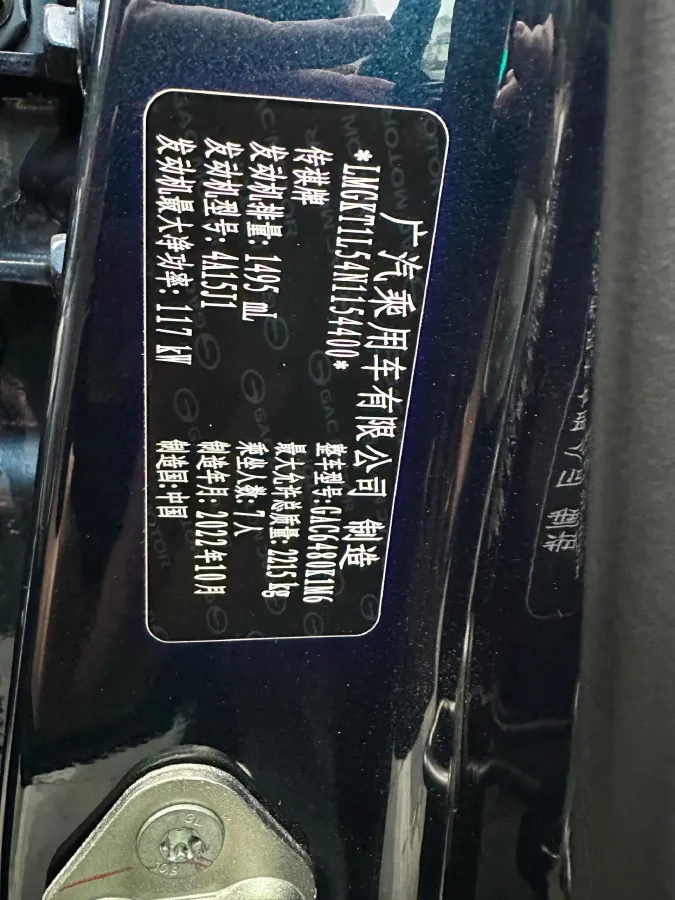 广汽乘用车有限公司 制造
*LMGKT1L54N1154400*
传祺牌 整车型号:GAC6480K1M6
发动机排量: 1495 mL 最大允许总质量: 2215 kg
发动机型号: 4A15J1 乘坐人数: 7人
发动机最大净功率: 117 kW 制造年月: 2022年10月
制造国: 中国
GAC MOTOR